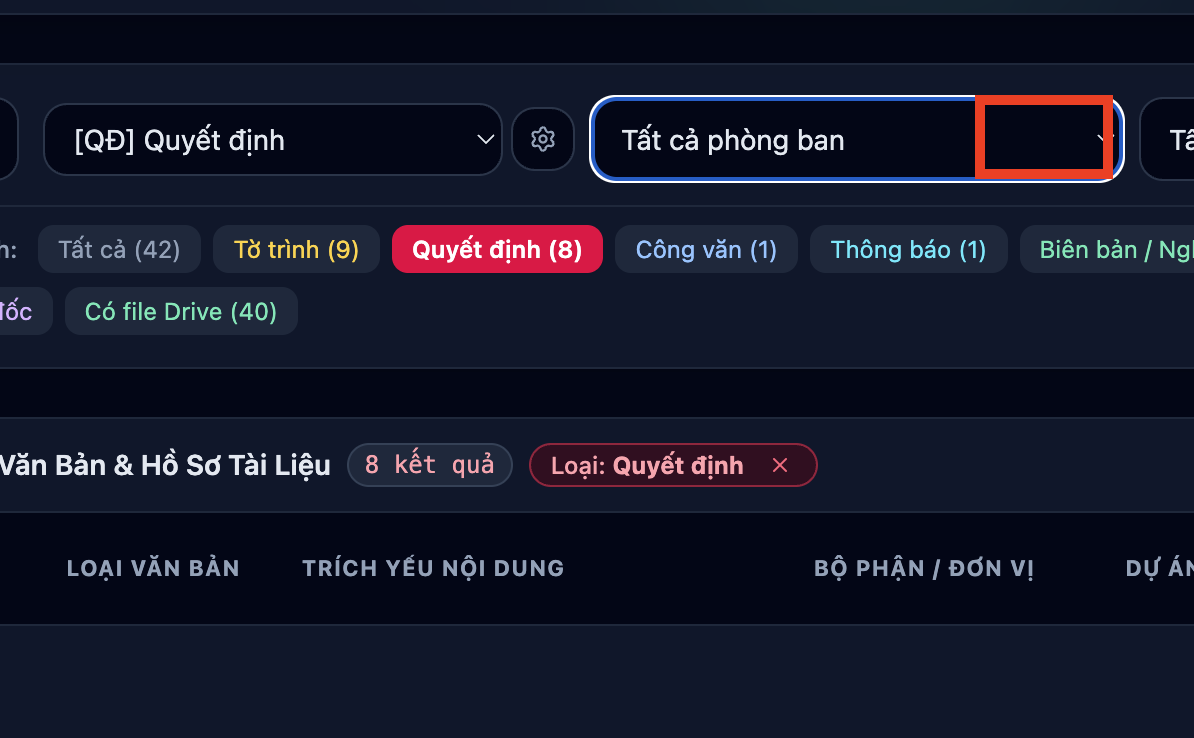 [QĐ] Quyết định
Tất cả phòng ban
Tất cả (42)
Tờ trình (9)
Quyết định (8)
Công văn (1)
Thông báo (1)
Biên bản /
Có file Drive (40)
Văn Bản & Hồ Sơ Tài Liệu
8 kết quả
Loại: Quyết định ×
LOẠI VĂN BẢN
TRÍCH YẾU NỘI DUNG
BỘ PHẬN / ĐƠN VỊ
DỰ ÁN